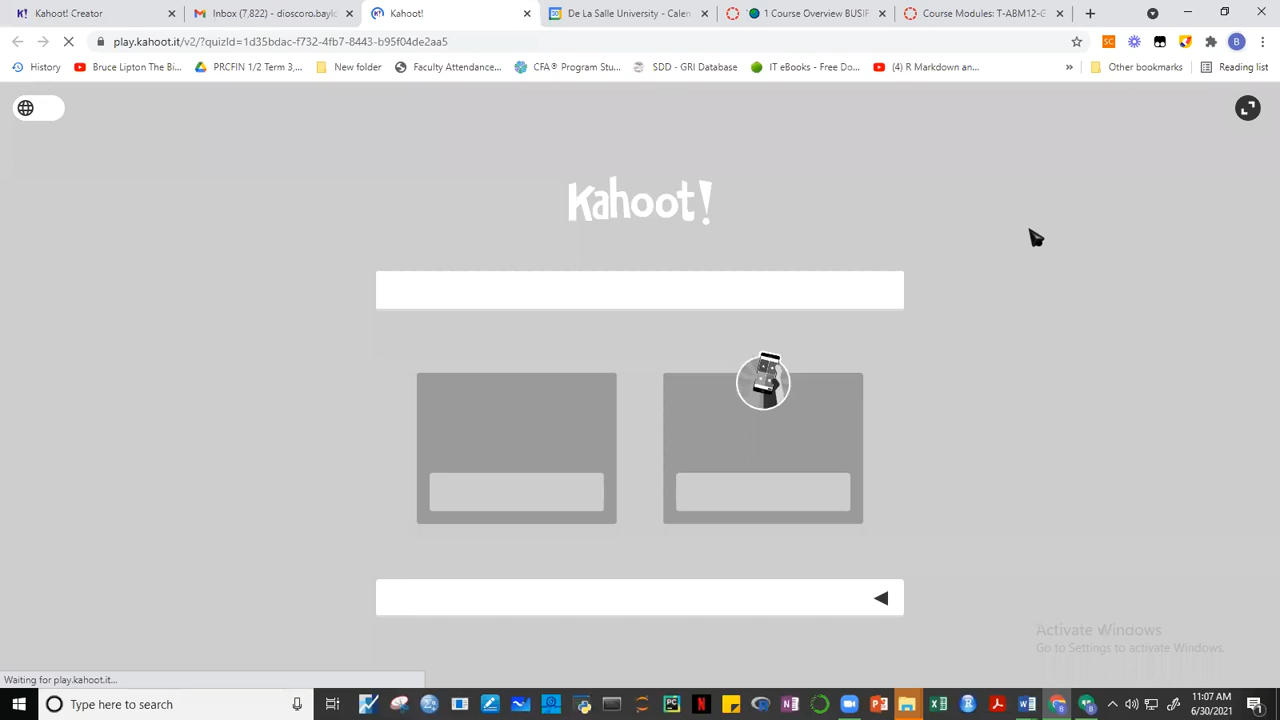 Kahoot! Creator
Inbox (7,822) - dioscoro.baylo
Kahoot!
De La Salle University - Calen
1 Course Overview BUSIF
Course Modules: T-ABM12-G
play.kahoot.it/v2/?quizId=1d35bdac-f732-4fb7-8443-b95f04de2aa5
SC
B
History
Bruce Lipton The Bi...
PRCFIN 1/2 Term 3,...
New folder
Faculty Attendance...
CFA® Program Stu...
SDD - GRI Database
IT eBooks - Free Do...
(4) R Markdown an...
»
Other bookmarks
Reading list
Kahoot!
Activate Windows
Go to Settings to activate Windows.
Waiting for play.kahoot.it...
Type here to search
11:07 AM
6/30/2021